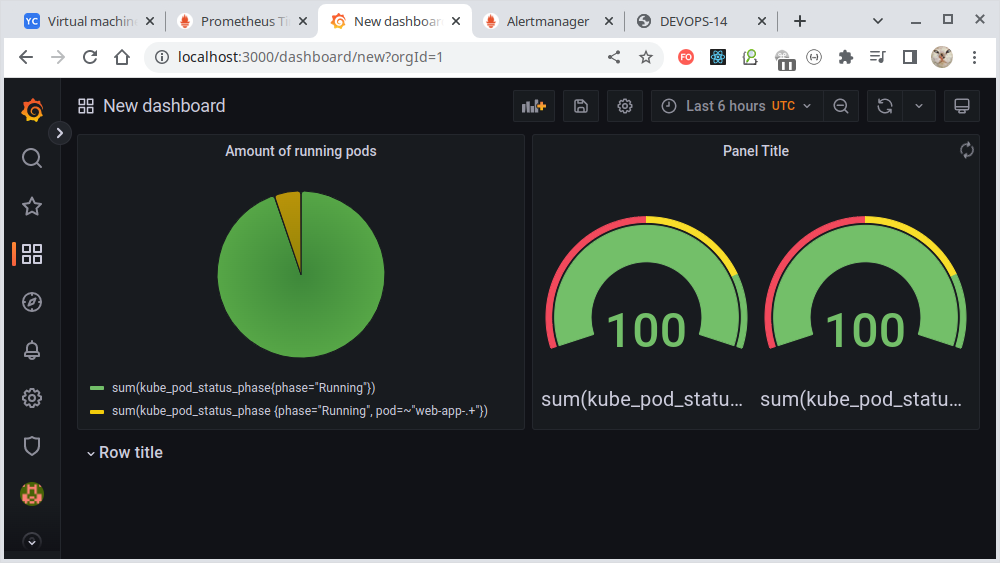 YC Virtual machin
Prometheus Ti
New dashboar
Alertmanager
DEVOPS-14
localhost:3000/dashboard/new?orgId=1
FO
New dashboard
Last 6 hours UTC
Amount of running pods
sum(kube_pod_status_phase{phase="Running"})
sum(kube_pod_status_phase {phase="Running", pod=~"web-app-.+"})
Panel Title
100 100
sum(kube_pod_statu… sum(kube_pod_statu…
Row title